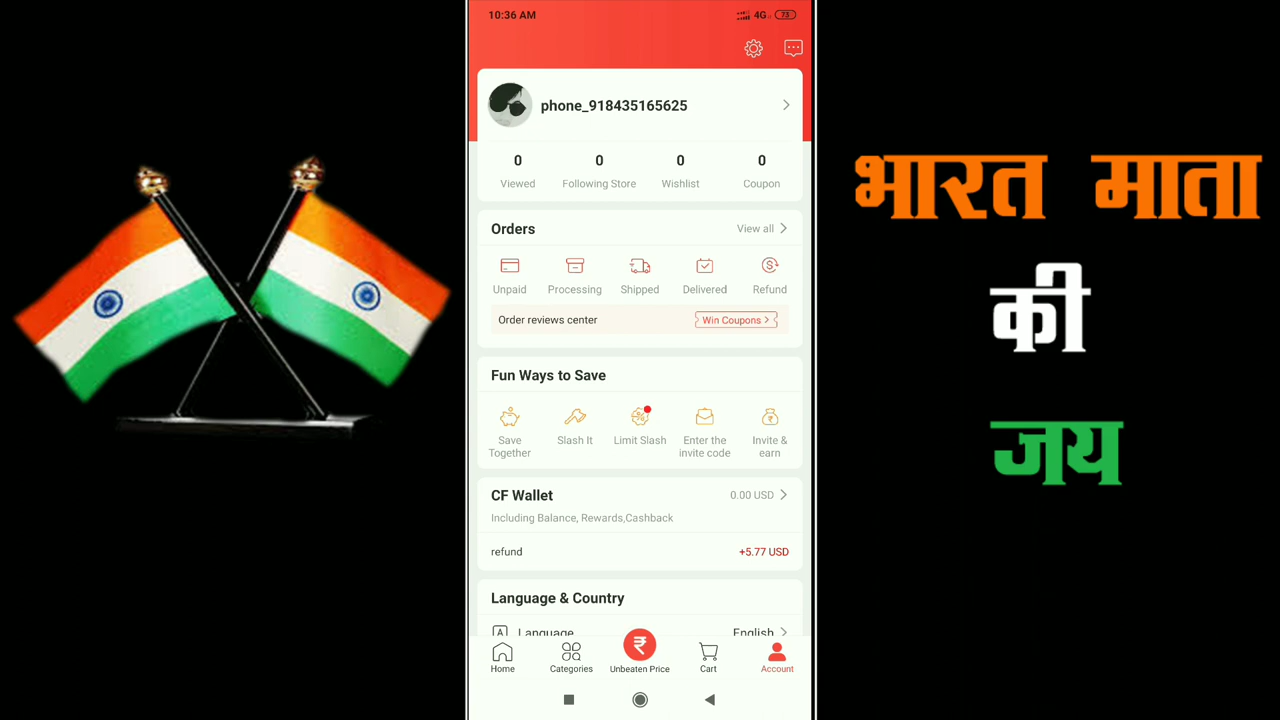 10:36 AM
4G
73
phone_918435165625
0 0 0 0
Viewed Following Store Wishlist Coupon
Orders View all
Unpaid Processing Shipped Delivered Refund
Order reviews center Win Coupons >
Fun Ways to Save
Save Together Slash It Limit Slash Enter the invite code Invite & earn
CF Wallet 0.00 USD
Including Balance, Rewards,Cashback
refund +5.77 USD
Language & Country
A Language English
Home Categories Unbeaten Price Cart Account
भारत माता
की
जय